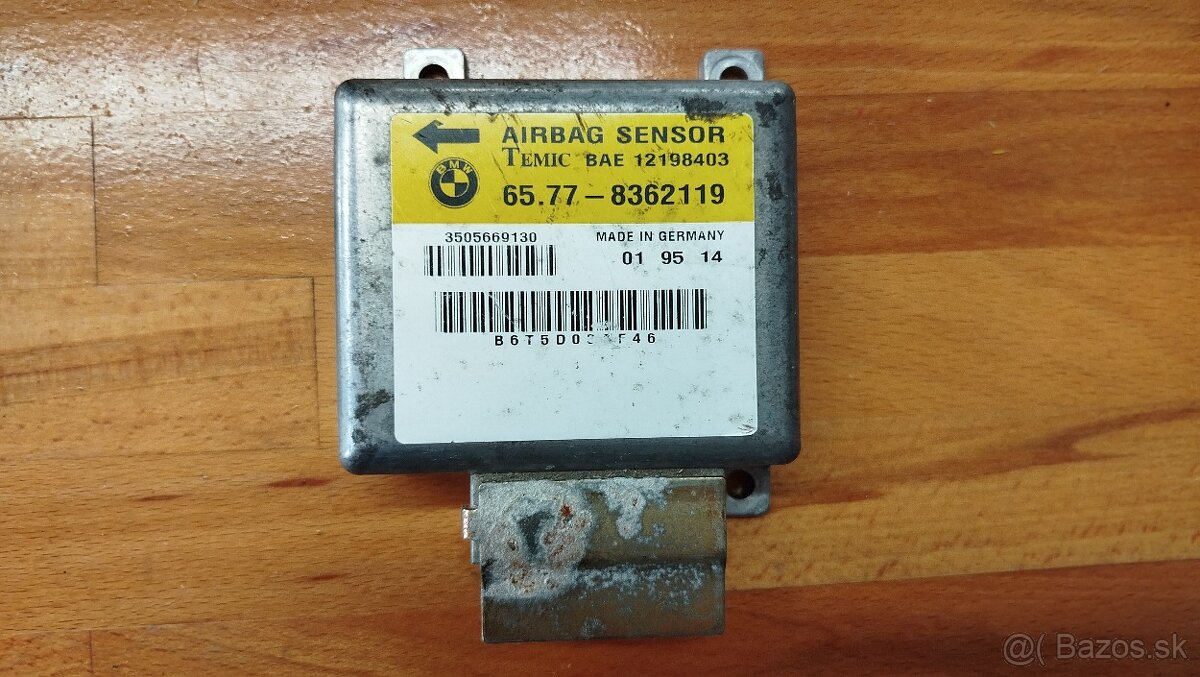 AIRBAG SENSOR
TEMIC BAE 12198403
BMW
65.77-8362119
3505669130
MADE IN GERMANY
01 95 14
@( Bazos.sk